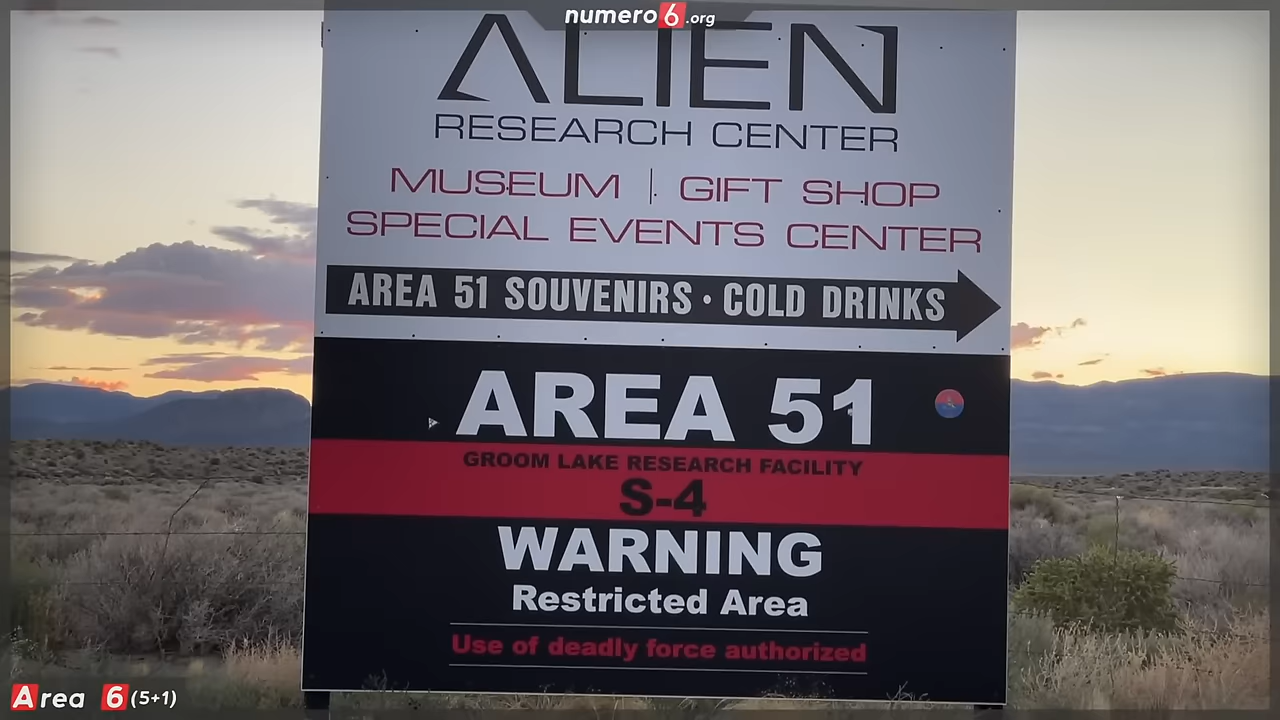 numero6.org
ALIEN
RESEARCH CENTER
MUSEUM | GIFT SHOP
SPECIAL EVENTS CENTER
AREA 51 SOUVENIRS • COLD DRINKS
AREA 51
GROOM LAKE RESEARCH FACILITY
S-4
WARNING
Restricted Area
Use of deadly force authorized
Area 6 (5+1)